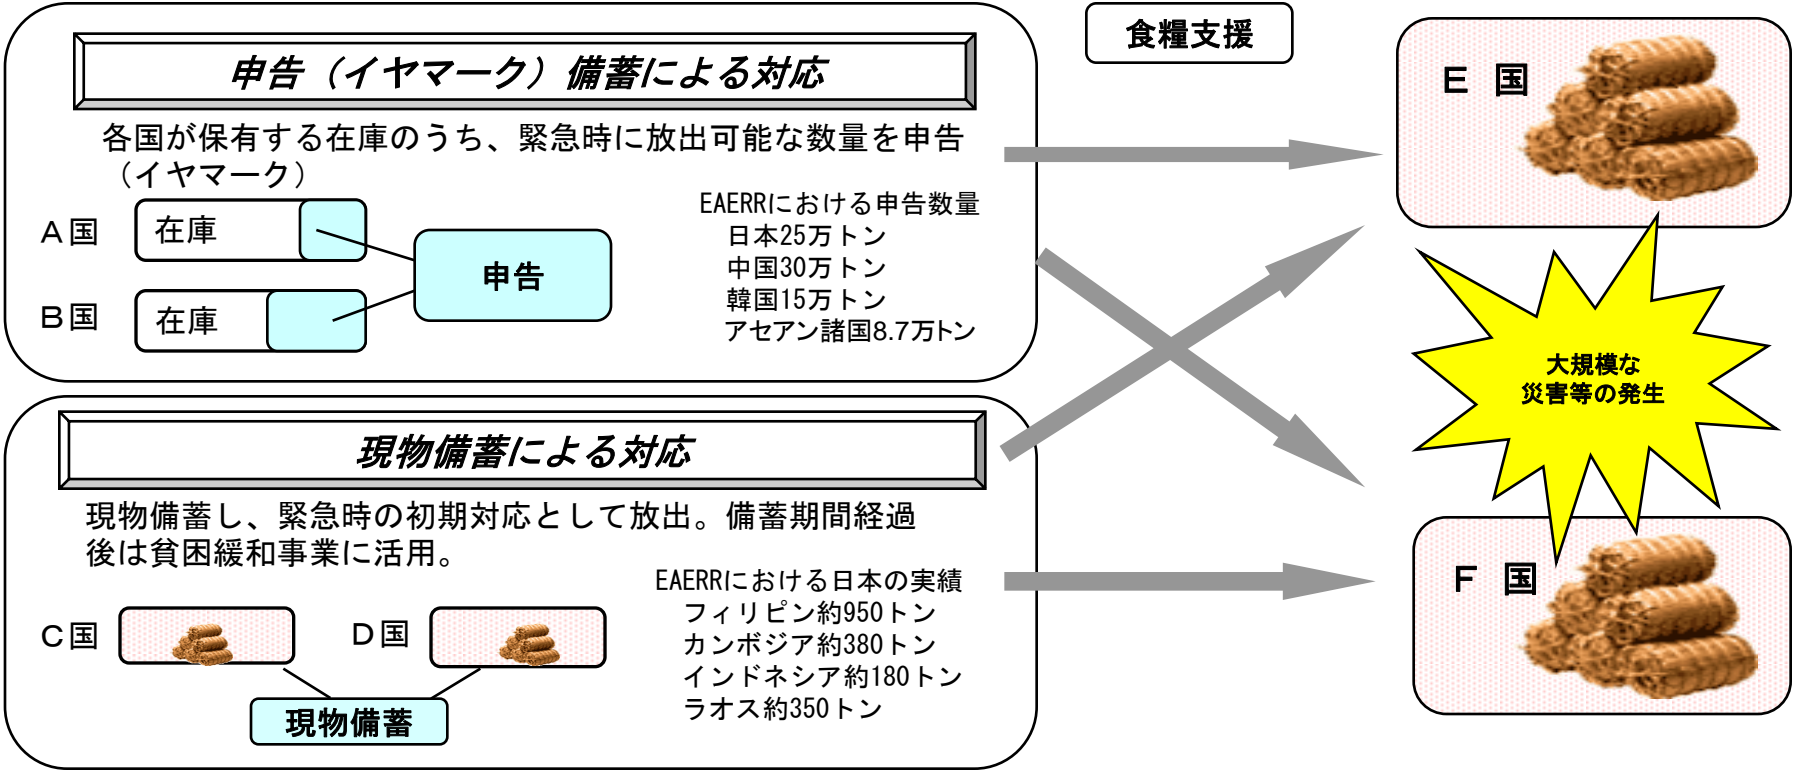 申告（イヤマーク）備蓄による対応
各国が保有する在庫のうち、緊急時に放出可能な数量を申告
（イヤマーク）
A国
在庫
B国
在庫
申告
EAERRにおける申告数量
日本25万トン
中国30万トン
韓国15万トン
アセアン諸国8.7万トン
現物備蓄による対応
現物備蓄し、緊急時の初期対応として放出。備蓄期間経過
後は貧困緩和事業に活用。
C国
D国
現物備蓄
EAERRにおける日本の実績
フィリピン約950トン
カンボジア約380トン
インドネシア約180トン
ラオス約350トン
食糧支援
E 国
大規模な
災害等の発生
F 国